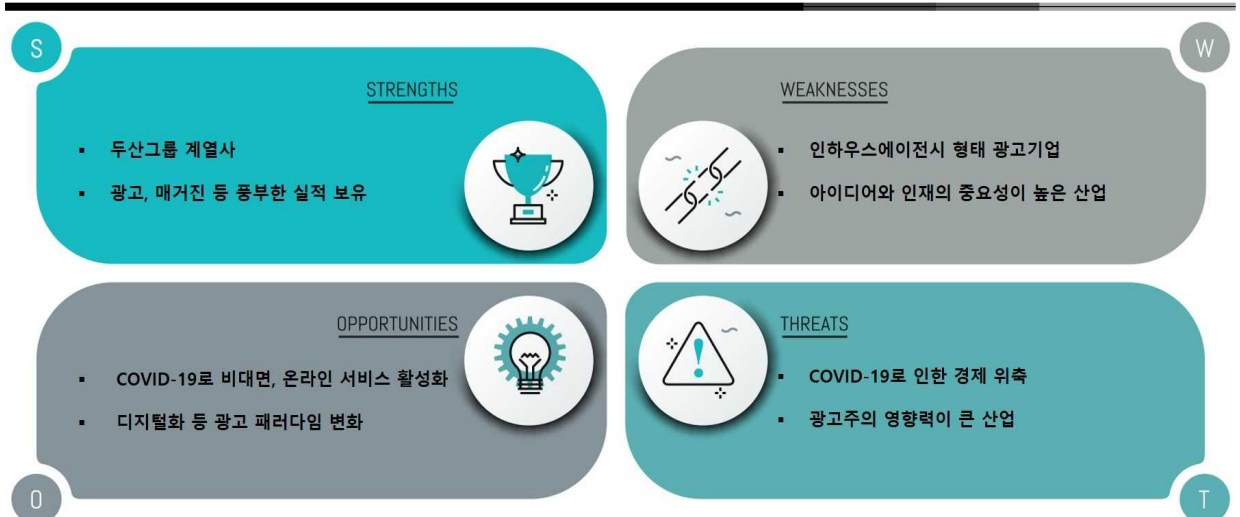 S
STRENGTHS
▪ 두산그룹 계열사
▪ 광고, 매거진 등 풍부한 실적 보유
W
WEAKNESSES
▪ 인하우스에이전시 형태 광고기업
▪ 아이디어와 인재의 중요성이 높은 산업
OPPORTUNITIES
▪ COVID-19로 비대면, 온라인 서비스 활성화
▪ 디지털화 등 광고 패러다임 변화
O
THREATS
▪ COVID-19로 인한 경제 위축
▪ 광고주의 영향력이 큰 산업
T